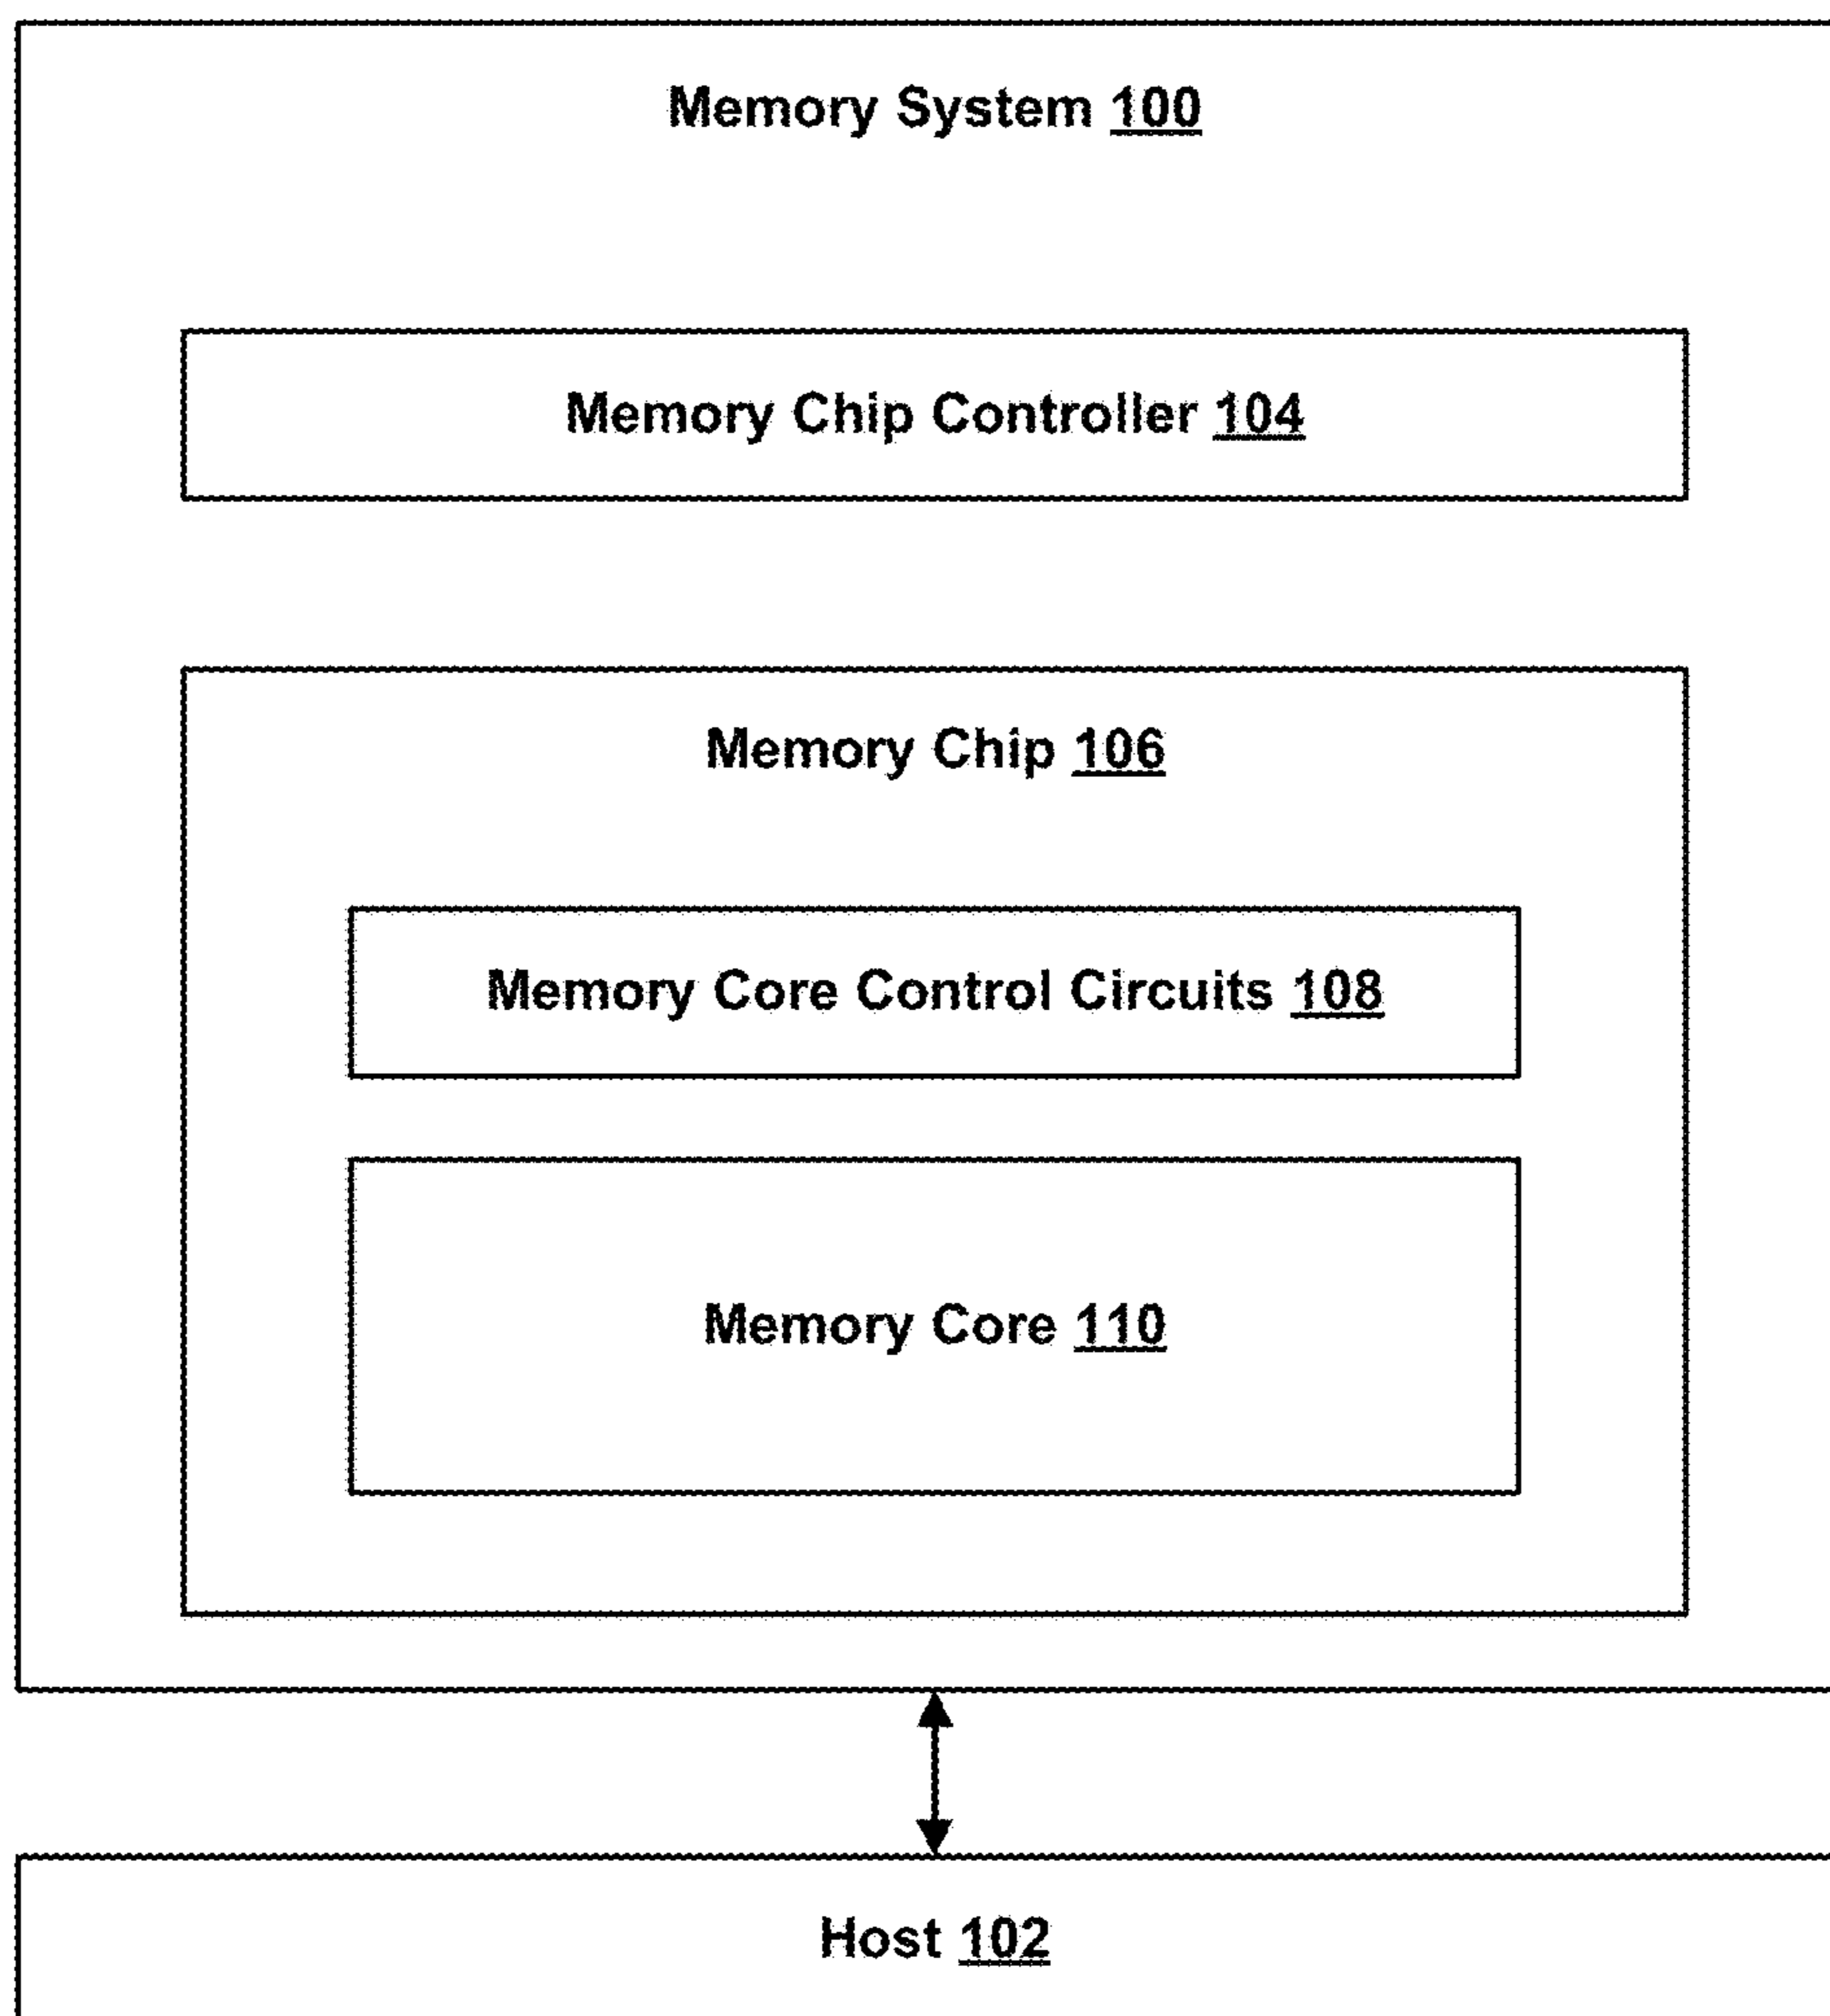 Memory System 100
Memory Chip Controller 104
Memory Chip 106
Memory Core Control Circuits 108
Memory Core 110
Host 102